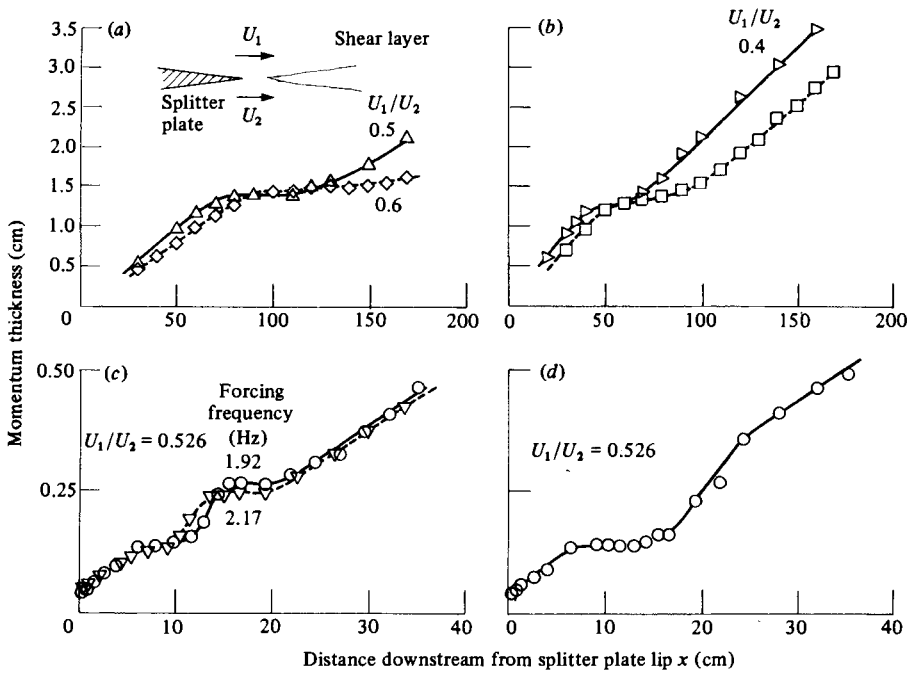 (a)
U1
Shear layer
Splitter
plate
U2
U1/U2
0.5
0.6
3.5
3.0
2.5
2.0
1.5
1.0
0.5
0
50
100
150
200
(b)
U1/U2
0.4
0
50
100
150
200
Momentum thickness (cm)
(c)
Forcing
frequency
(Hz)
U1/U2 = 0.526
1.92
2.17
0.50
0.25
0
10
20
30
40
(d)
U1/U2 = 0.526
0
10
20
30
40
Distance downstream from splitter plate lip x (cm)